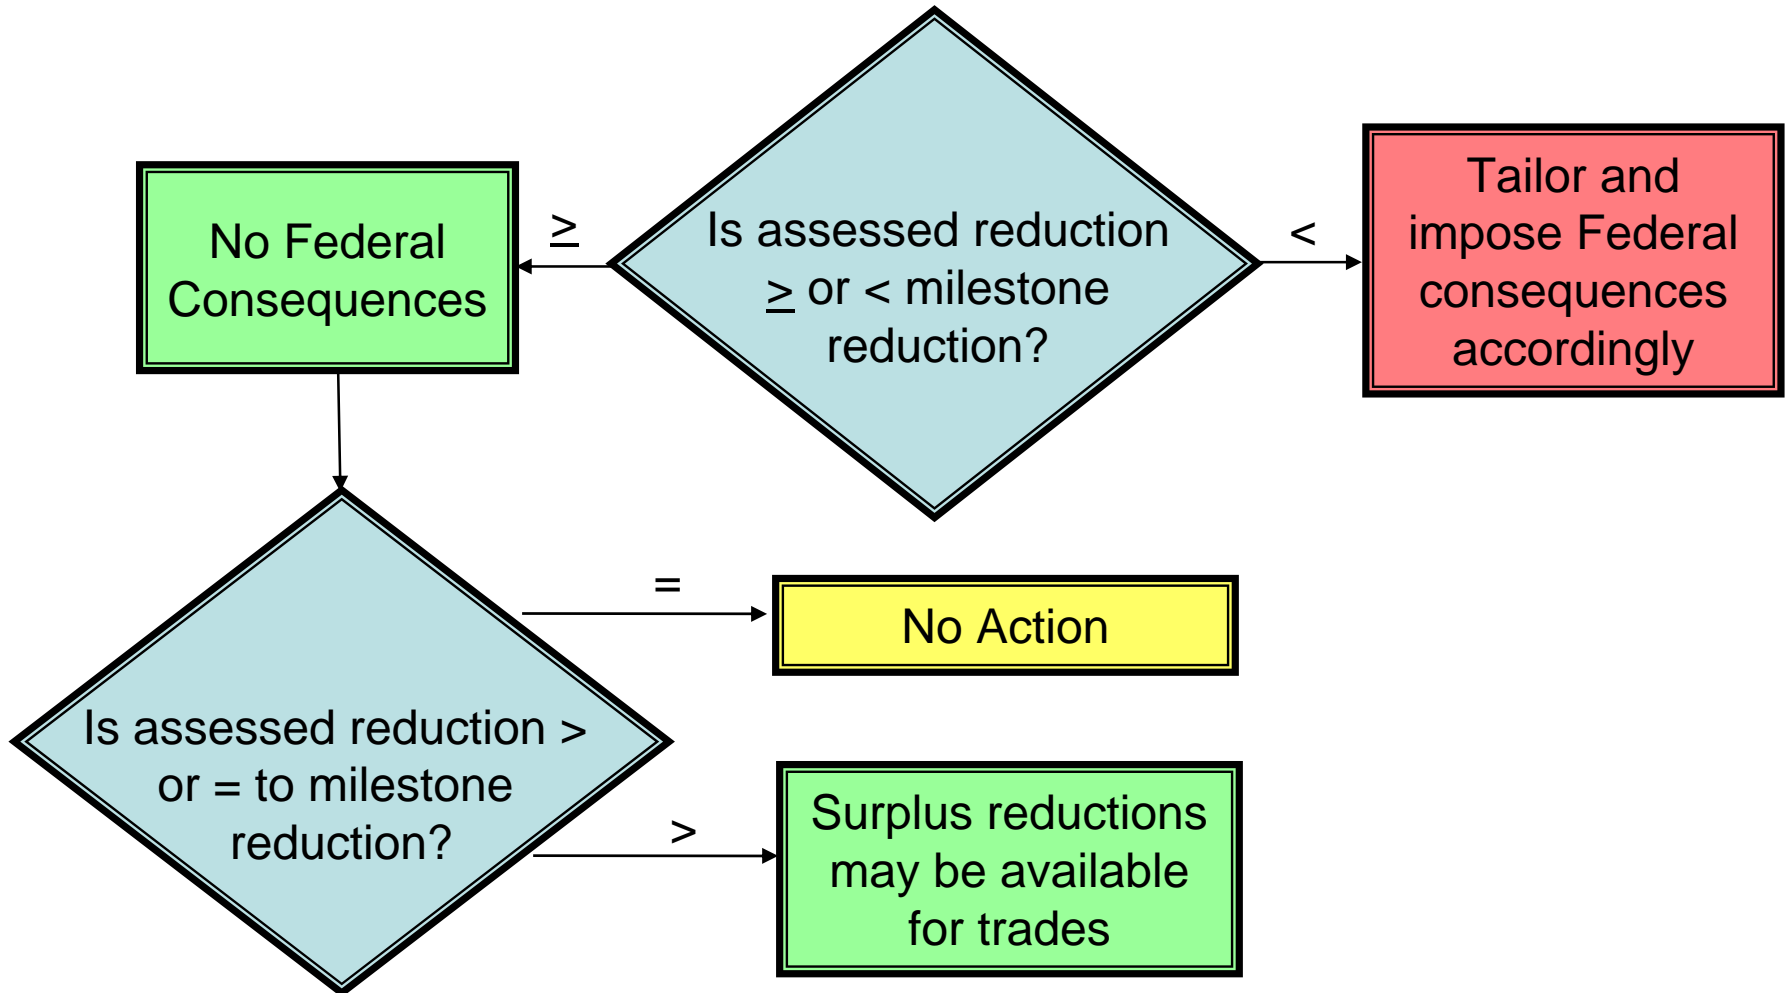 No Federal
Consequences
≥
Is assessed reduction
≥ or < milestone
reduction?
<
Tailor and
impose Federal
consequences
accordingly
Is assessed reduction >
or = to milestone
reduction?
=
No Action
>
Surplus reductions
may be available
for trades